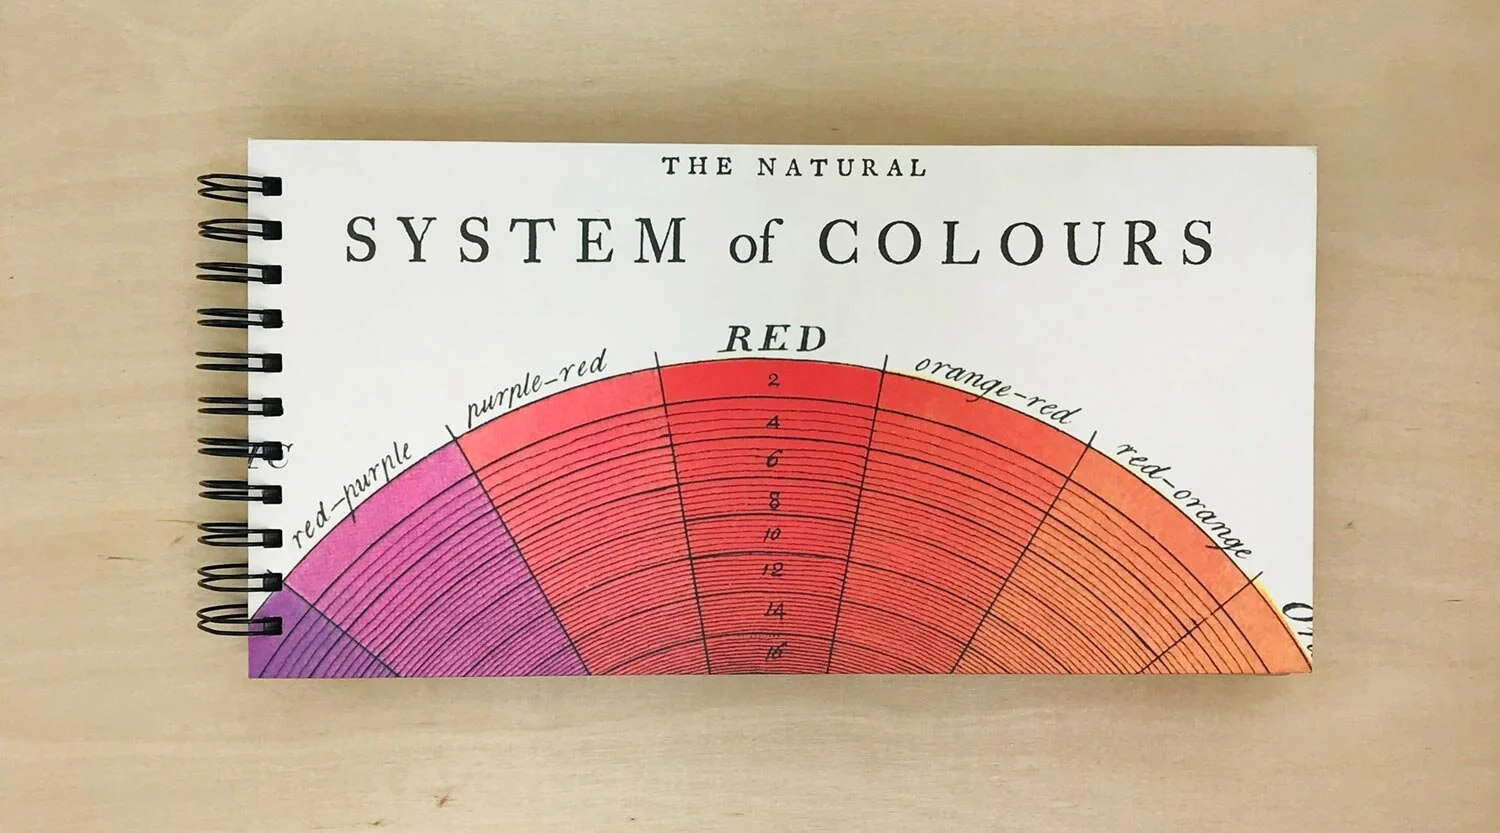 THE NATURAL
SYSTEM of COLOURS
RED
purple-red
orange-red
red-purple
red-orange
2
4
6
8
10
12
14
16